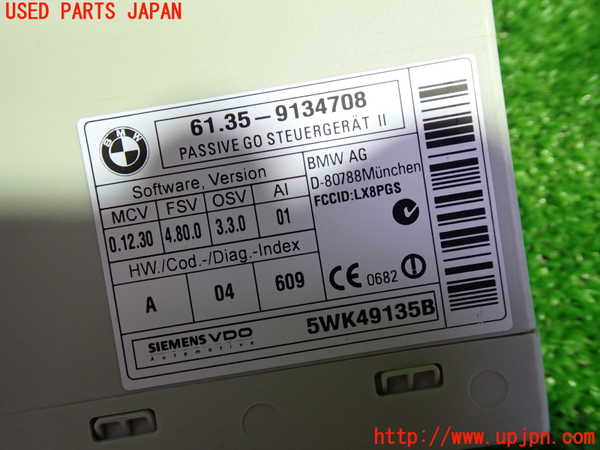 USED PARTS JAPAN
BMW
61.35-9134708
PASSIVE GO STEUERGERÄT II
Software, Version
MCV FSV OSV AI
0.12.30 4.80.0 3.3.0 01
HW./Cod.-/Diag.-Index
A 04 609
BMW AG
D-80788München
FCCID:LX8PGS
CE 0682 !
SIEMENS VDO
Automotive
5WK49135B
http://www.upjpn.com